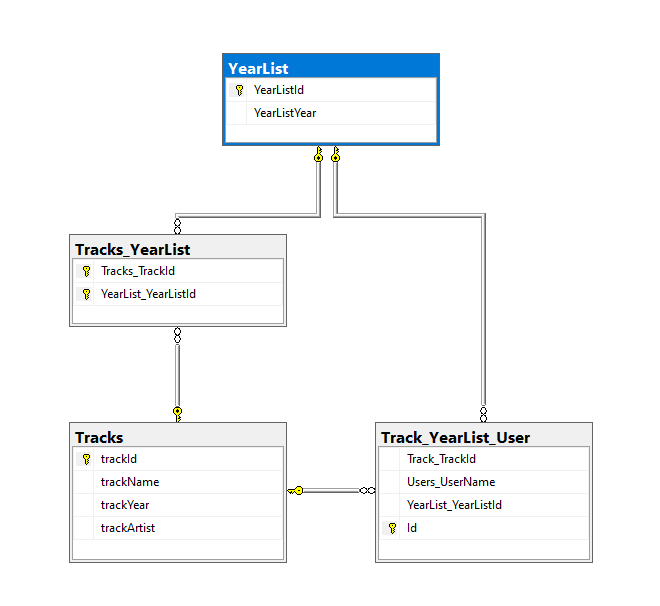 YearList
YearListId
YearListYear
Tracks_YearList
Tracks_TrackId
YearList_YearListId
Tracks
trackId
trackName
trackYear
trackArtist
Track_YearList_User
Track_TrackId
Users_UserName
YearList_YearListId
Id